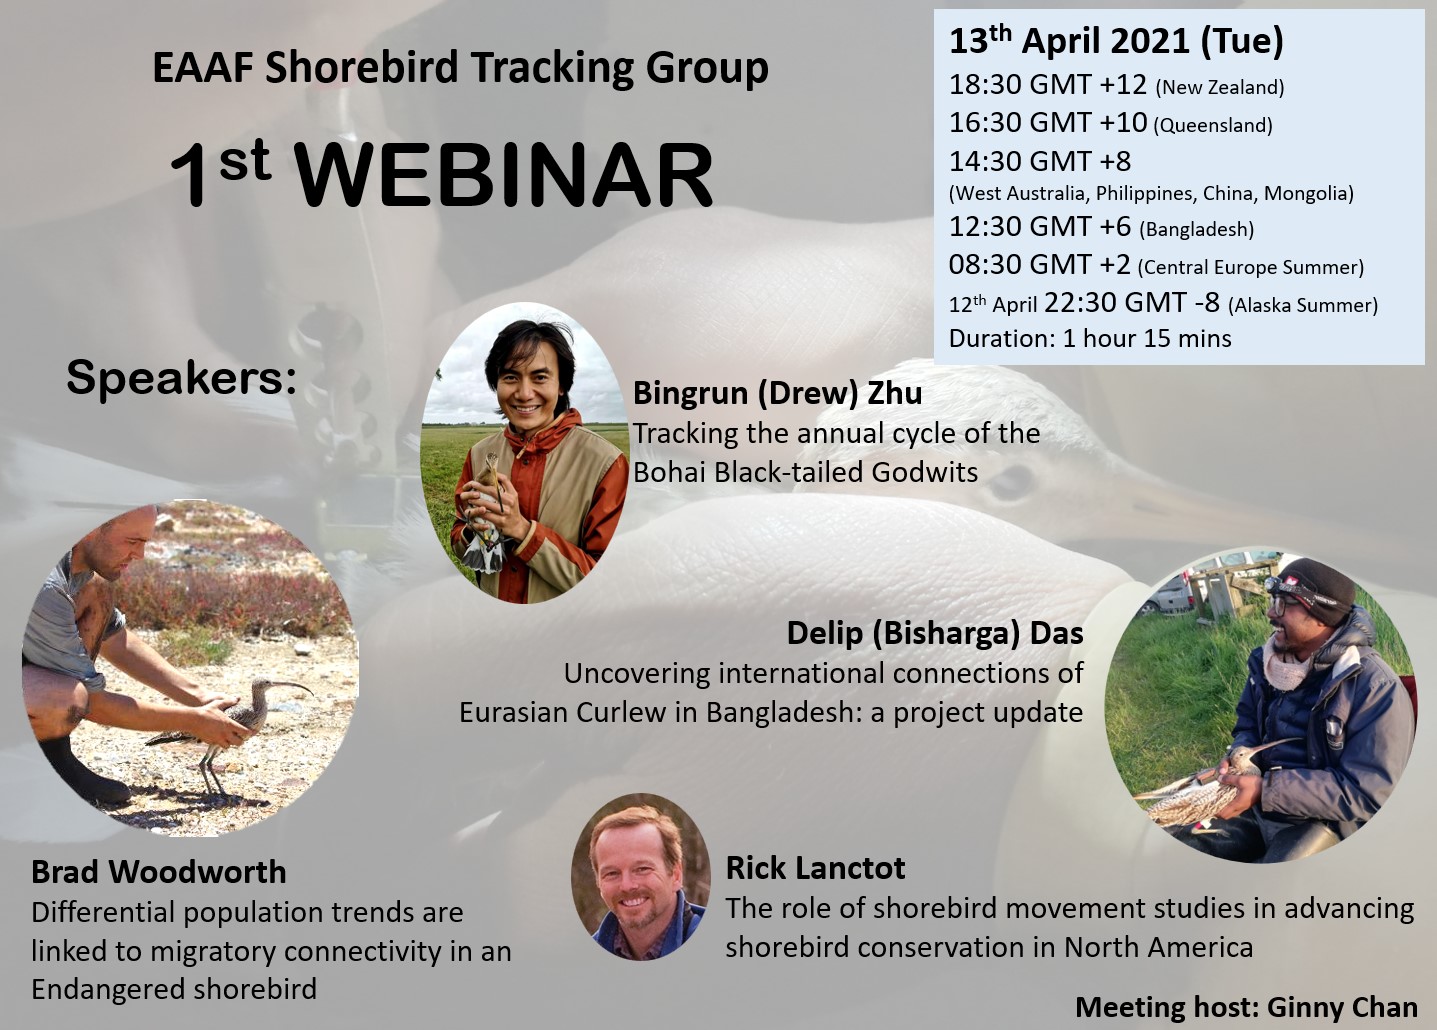 EAAF Shorebird Tracking Group
1st WEBINAR
13th April 2021 (Tue)
18:30 GMT +12 (New Zealand)
16:30 GMT +10 (Queensland)
14:30 GMT +8
(West Australia, Philippines, China, Mongolia)
12:30 GMT +6 (Bangladesh)
08:30 GMT +2 (Central Europe Summer)
12th April 22:30 GMT -8 (Alaska Summer)
Duration: 1 hour 15 mins
Speakers:
Bingrun (Drew) Zhu
Tracking the annual cycle of the
Bohai Black-tailed Godwits
Delip (Bisharga) Das
Uncovering international connections of
Eurasian Curlew in Bangladesh: a project update
Brad Woodworth
Differential population trends are
linked to migratory connectivity in an
Endangered shorebird
Rick Lanctot
The role of shorebird movement studies in advancing
shorebird conservation in North America
Meeting host: Ginny Chan